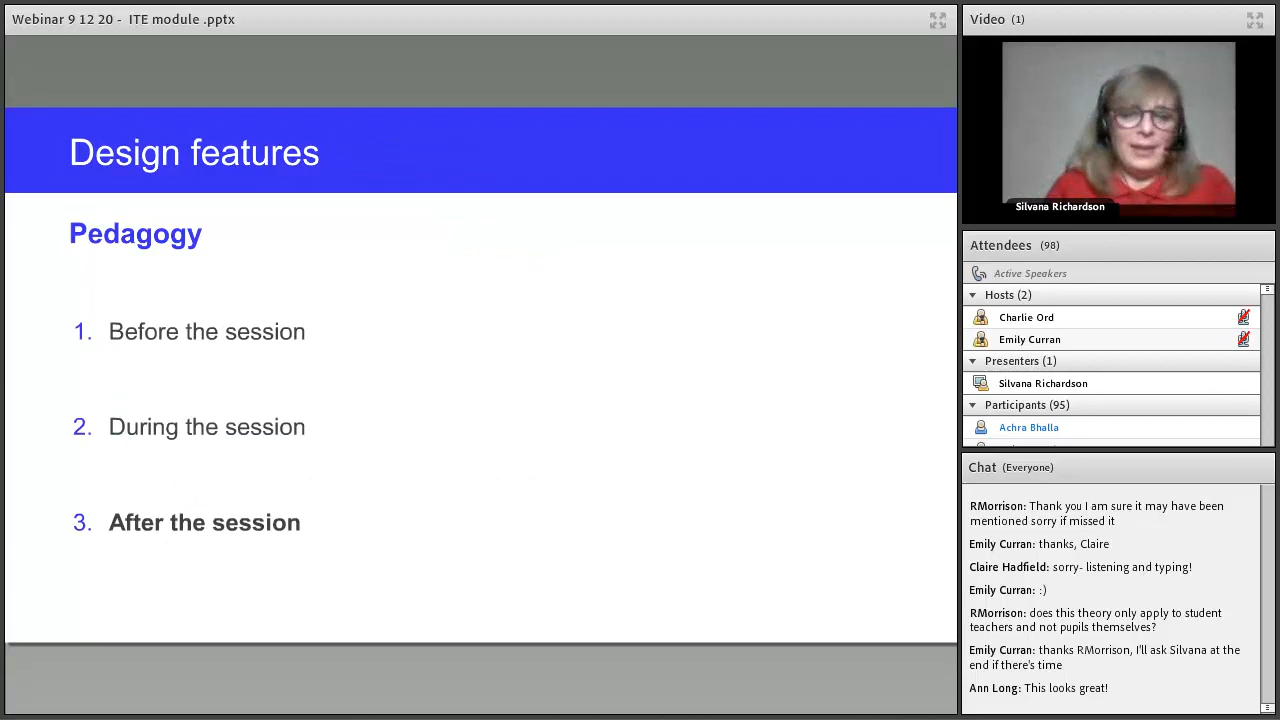 Webinar 9 12 20 - ITE module .pptx
Design features
Pedagogy
1. Before the session
2. During the session
3. After the session
Video (1)
Silvana Richardson
Attendees (98)
Active Speakers
Hosts (2)
Charlie Ord
Emily Curran
Presenters (1)
Silvana Richardson
Participants (95)
Achra Bhalla
Chat (Everyone)
RMorrison: Thank you I am sure it may have been
mentioned sorry if missed it
Emily Curran: thanks, Claire
Claire Hadfield: sorry- listening and typing!
Emily Curran: :)
RMorrison: does this theory only apply to student
teachers and not pupils themselves?
Emily Curran: thanks RMorrison, I'll ask Silvana at the
end if there's time
Ann Long: This looks great!